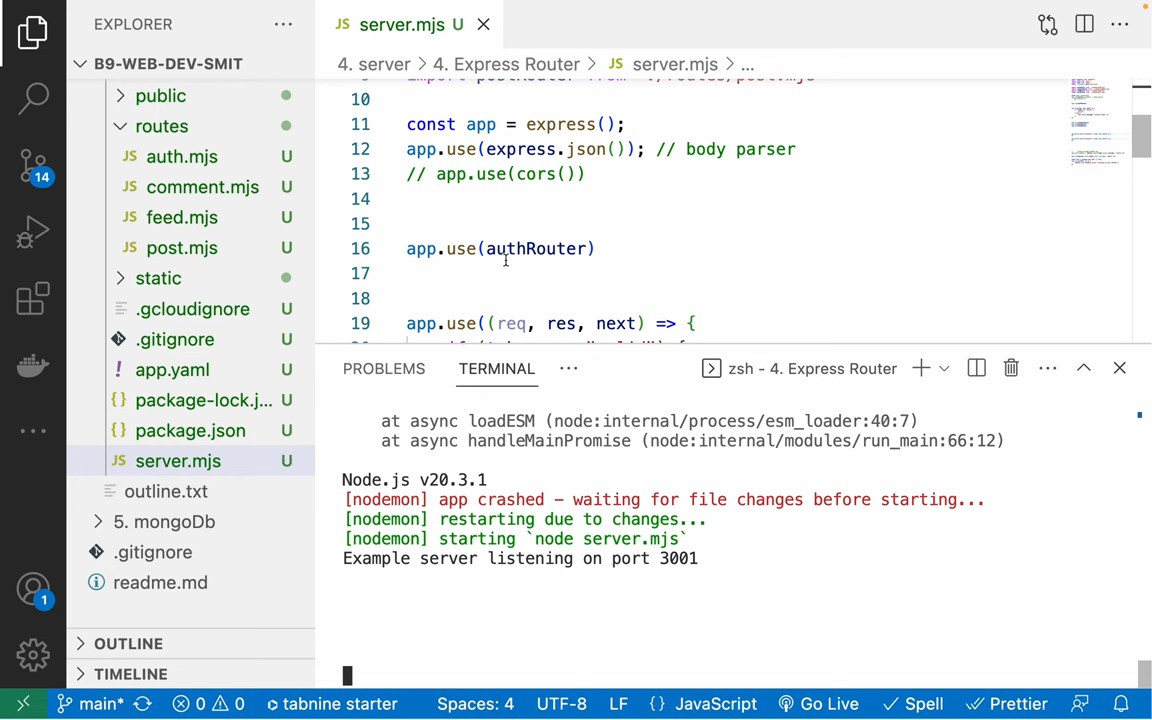 EXPLORER
B9-WEB-DEV-SMIT
public
routes
JS auth.mjs U
JS comment.mjs U
JS feed.mjs U
JS post.mjs U
static
.gcloudignore U
.gitignore U
! app.yaml U
{} package-lock.j... U
{} package.json U
JS server.mjs U
outline.txt
5. mongoDb
.gitignore
readme.md
OUTLINE
TIMELINE
14
1
JS server.mjs U
4. server > 4. Express Router > JS server.mjs > ...
10
11 const app = express();
12 app.use(express.json()); // body parser
13 // app.use(cors())
14
15
16 app.use(authRouter)
17
18
19 app.use((req, res, next) => {
PROBLEMS TERMINAL ... zsh - 4. Express Router
at async loadESM (node:internal/process/esm_loader:40:7)
at async handleMainPromise (node:internal/modules/run_main:66:12)
Node.js v20.3.1
[nodemon] app crashed - waiting for file changes before starting...
[nodemon] restarting due to changes...
[nodemon] starting `node server.mjs`
Example server listening on port 3001
main* 0 0 tabnine starter Spaces: 4 UTF-8 LF {} JavaScript Go Live Spell Prettier